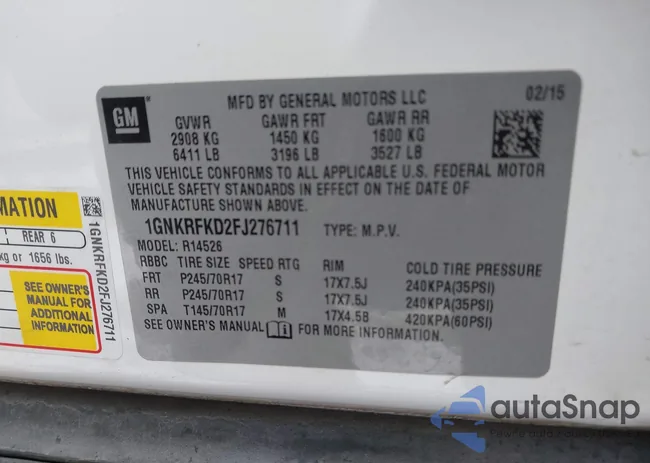 GM
MFD BY GENERAL MOTORS LLC 02/15
GVWR GAWR FRT GAWR RR
2908 KG 1450 KG 1600 KG
6411 LB 3196 LB 3527 LB
THIS VEHICLE CONFORMS TO ALL APPLICABLE U.S. FEDERAL MOTOR
VEHICLE SAFETY STANDARDS IN EFFECT ON THE DATE OF
MANUFACTURE SHOWN ABOVE.
1GNKRFKD2FJ276711 TYPE: M.P.V.
MODEL: R14526
RBBC TIRE SIZE SPEED RTG RIM COLD TIRE PRESSURE
FRT P245/70R17 S 17X7.5J 240KPA(35PSI)
RR P245/70R17 S 17X7.5J 240KPA(35PSI)
SPA T145/70R17 M 17X4.5B 420KPA(60PSI)
SEE OWNER'S MANUAL FOR MORE INFORMATION.
MATION
REAR 6
kg or 1656 lbs.
SEE OWNER'S
MANUAL FOR
ADDITIONAL
INFORMATION
1GNKRFKD2FJ276711
autaSnap